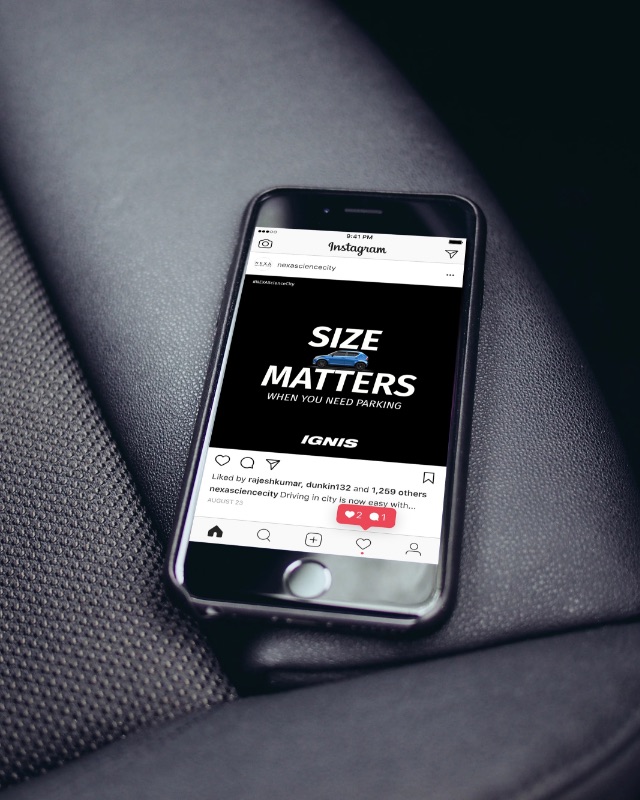 9:41 PM
Instagram
NEXA nexasciencecity
#NEXAScienceCity
SIZE
MATTERS
WHEN YOU NEED PARKING
IGNIS
Liked by rajeshkumar, dunkin132 and 1,259 others
nexasciencecity Driving in city is now easy with...
AUGUST 23
2 1